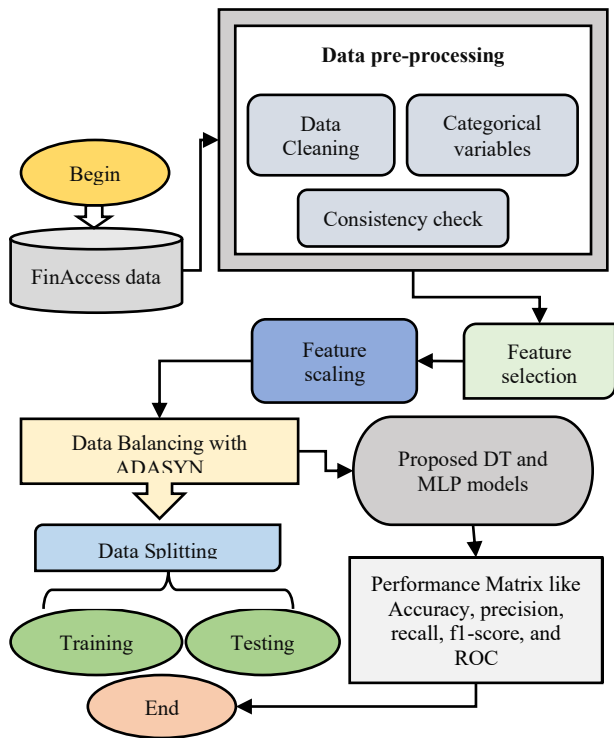 Data pre-processing
Data
Cleaning
Categorical
variables
Consistency check
Begin
FinAccess data
Feature
scaling
Feature
selection
Data Balancing with
ADASYN
Proposed DT and
MLP models
Data Splitting
Training
Testing
Performance Matrix like
Accuracy, precision,
recall, f1-score, and
ROC
End